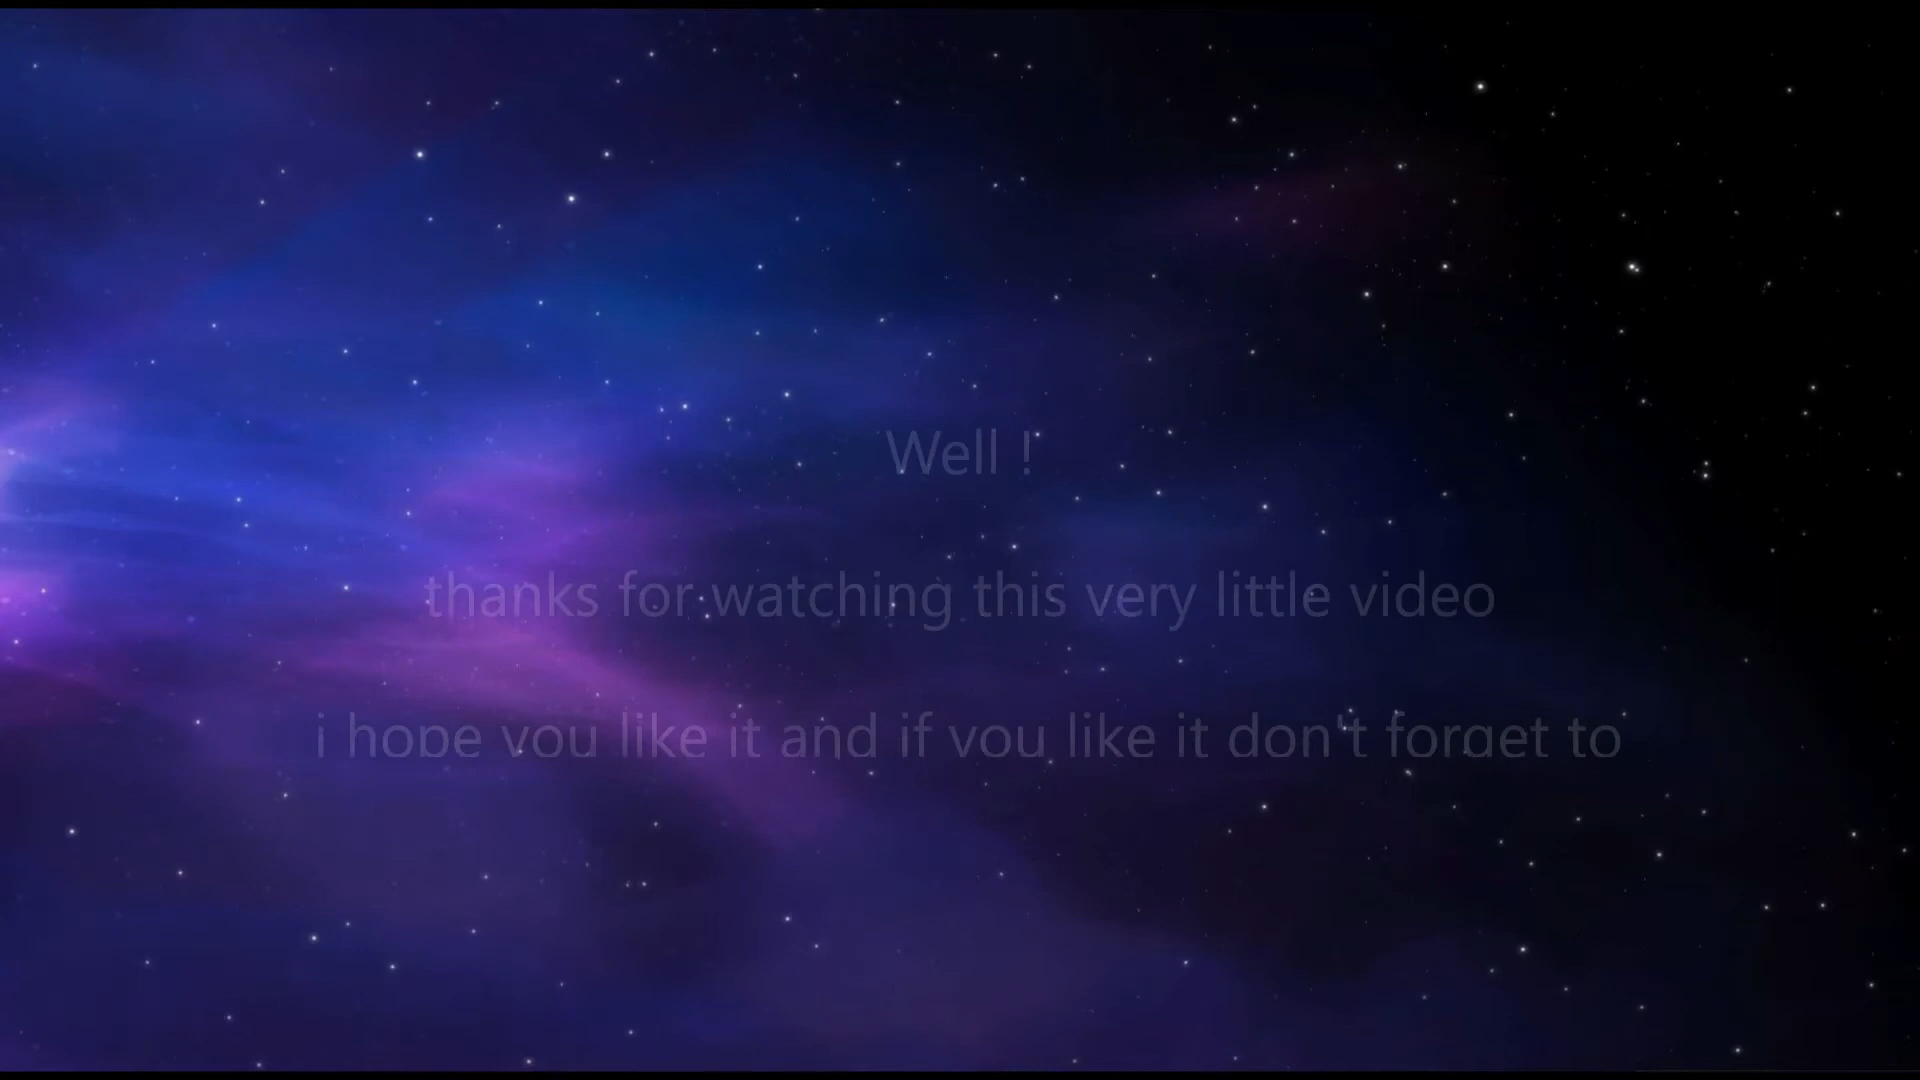 Well !
thanks for watching this very little video
i hope you like it and if you like it don't forget to